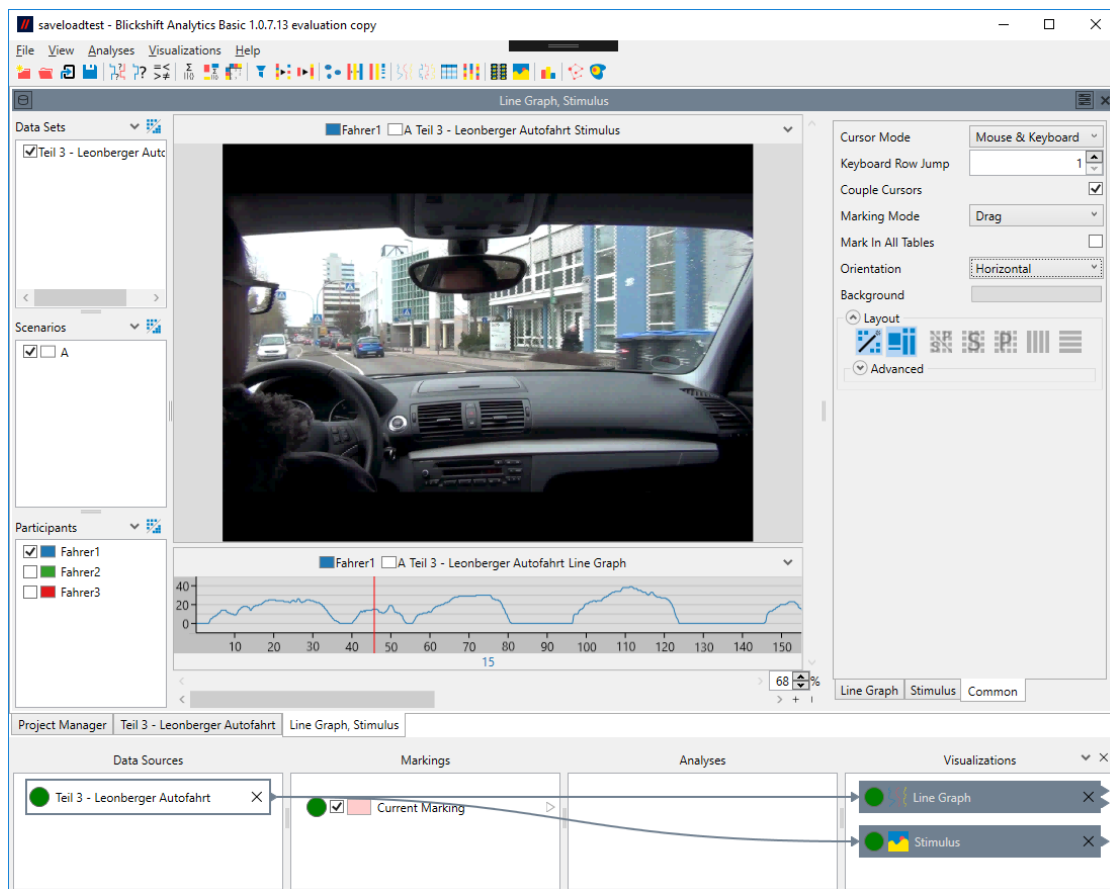 saveloadtest - Blickshift Analytics Basic 1.0.7.13 evaluation copy
File View Analyses Visualizations Help
Line Graph, Stimulus
Data Sets
Teil 3 - Leonberger Auto
Scenarios
A
Participants
Fahrer1
Fahrer2
Fahrer3
Fahrer1 A Teil 3 - Leonberger Autofahrt Stimulus
Fahrer1 A Teil 3 - Leonberger Autofahrt Line Graph
40
20
0
10 20 30 40 50 60 70 80 90 100 110 120 130 140 150
15
68 %
Cursor Mode Mouse & Keyboard
Keyboard Row Jump 1
Couple Cursors
Marking Mode Drag
Mark In All Tables
Orientation Horizontal
Background
Layout
Advanced
Line Graph Stimulus Common
Project Manager Teil 3 - Leonberger Autofahrt Line Graph, Stimulus
Data Sources Markings Analyses Visualizations
Teil 3 - Leonberger Autofahrt Current Marking Line Graph
Stimulus